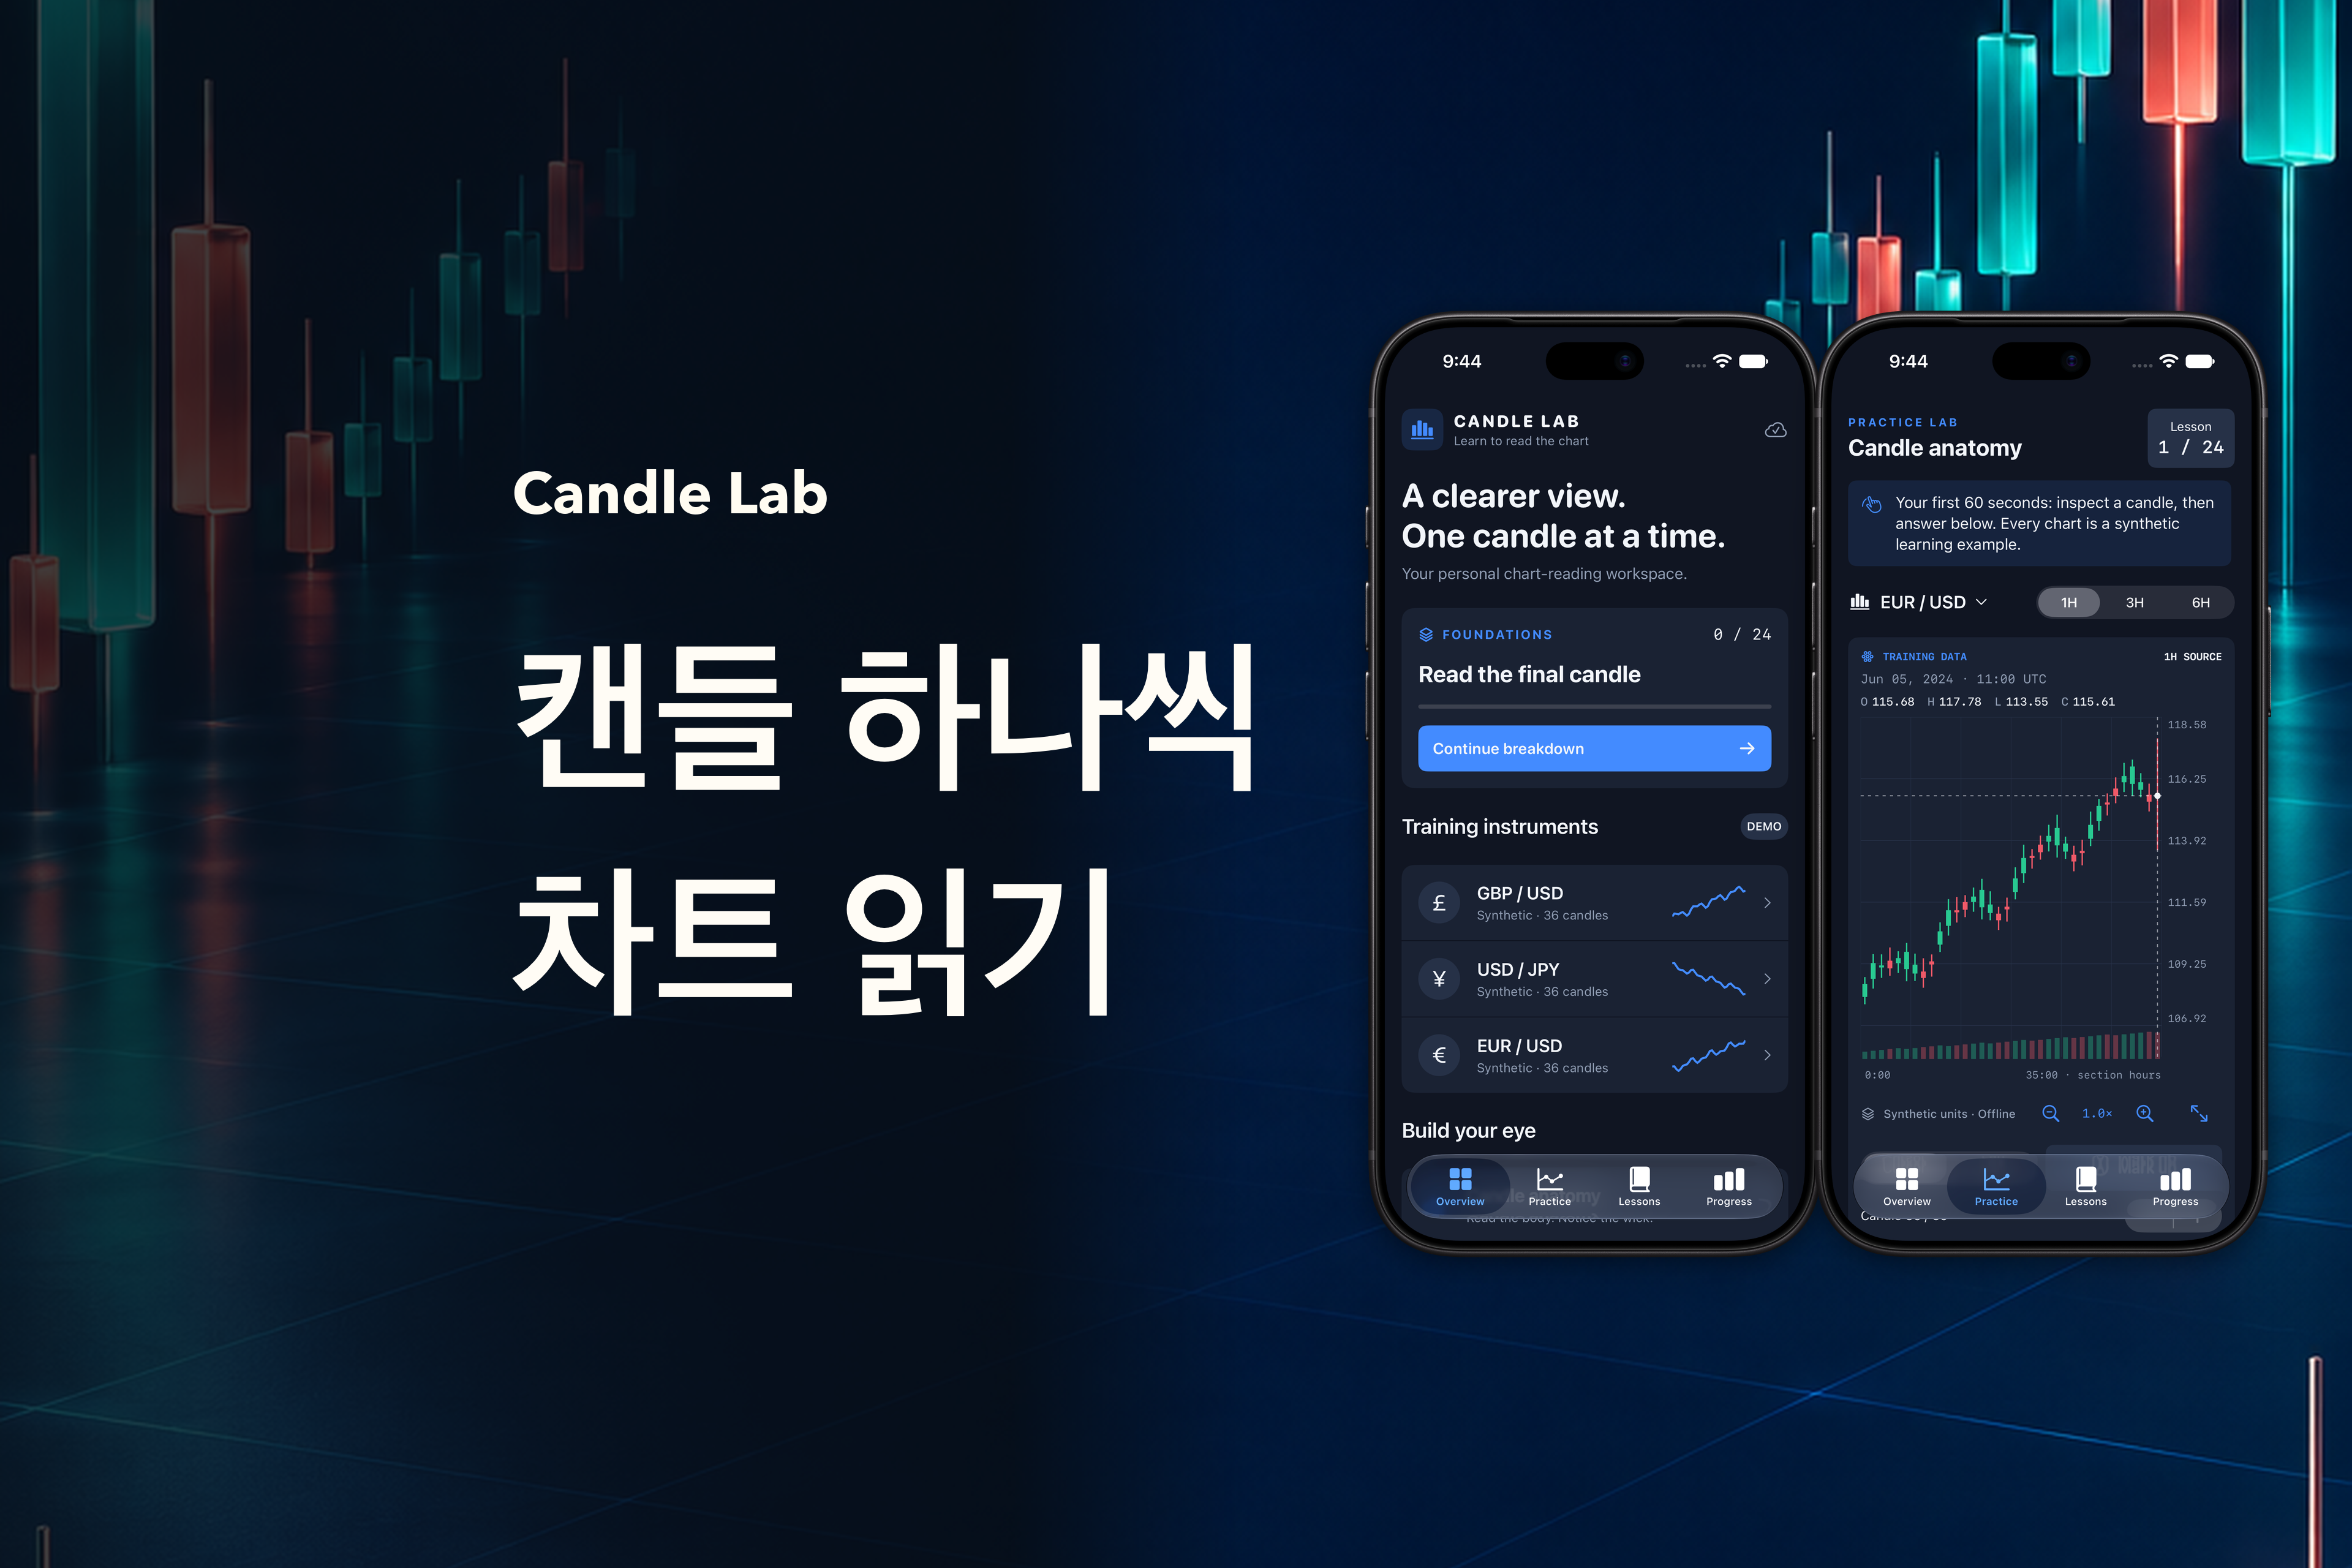 Candle Lab
캔들 하나씩
차트 읽기
9:44
CANDLE LAB
Learn to read the chart
A clearer view.
One candle at a time.
Your personal chart-reading workspace.
FOUNDATIONS 0 / 24
Read the final candle
Continue breakdown
Training instruments DEMO
£ GBP / USD
Synthetic · 36 candles
¥ USD / JPY
Synthetic · 36 candles
€ EUR / USD
Synthetic · 36 candles
Build your eye
Overview Practice Lessons Progress
Read the body. Notice the wick.
9:44
PRACTICE LAB
Candle anatomy
Lesson
1 / 24
Your first 60 seconds: inspect a candle, then
answer below. Every chart is a synthetic
learning example.
EUR / USD 1H 3H 6H
TRAINING DATA 1H SOURCE
Jun 05, 2024 · 11:00 UTC
O 115.68 H 117.78 L 113.55 C 115.61
118.58
116.25
113.92
111.59
109.25
106.92
0:00 35:00 · section hours
Synthetic units · Offline 1.0×
Overview Practice Lessons Progress